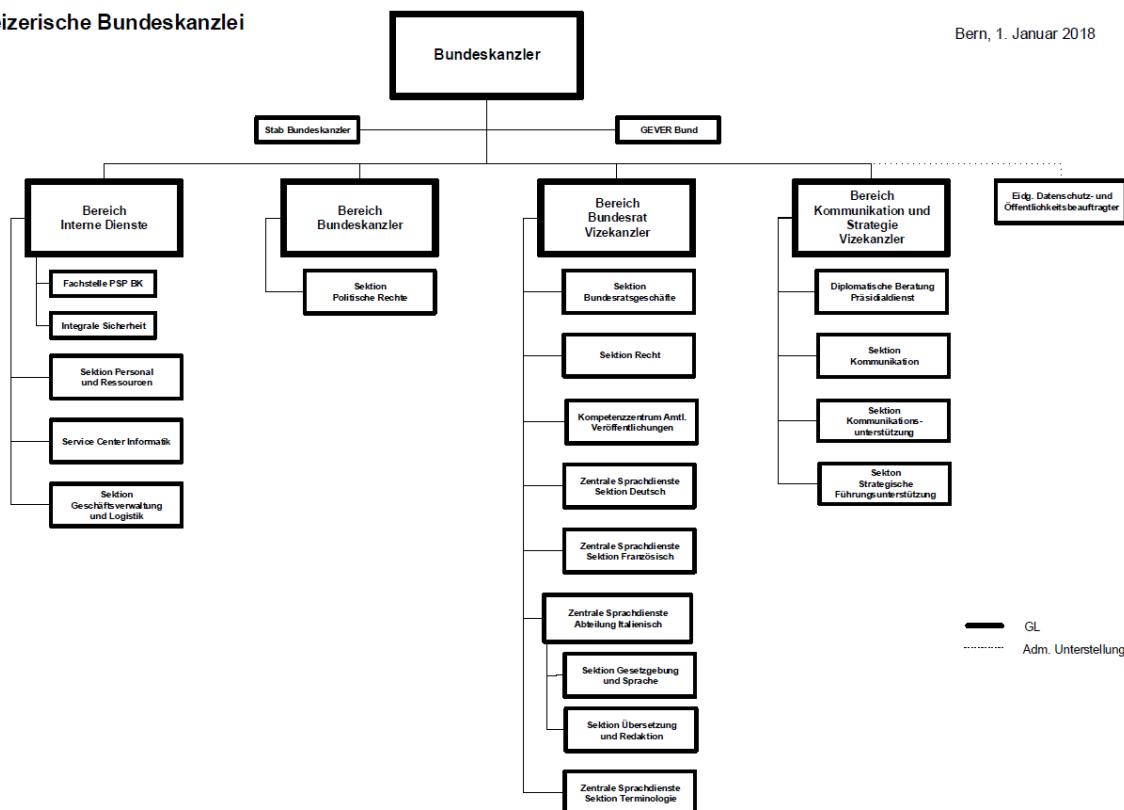 eizerische Bundeskanzlei
Bern, 1. Januar 2018
Bundeskanzler
Stab Bundeskanzler
GEVER Bund
Bereich
Interne Dienste
Fachstelle PSP BK
Integrale Sicherheit
Sektion Personal
und Ressourcen
Service Center Informatik
Sektion
Geschäftsverwaltung
und Logistik
Bereich
Bundeskanzler
Sektion
Politische Rechte
Bereich
Bundesrat
Vizekanzler
Sektion
Bundesratsgeschäfte
Sektion Recht
Kompetenzzentrum Amtl.
Veröffentlichungen
Zentrale Sprachdienste
Sektion Deutsch
Zentrale Sprachdienste
Sektion Französisch
Zentrale Sprachdienste
Abteilung Italienisch
Sektion Gesetzgebung
und Sprache
Sektion Übersetzung
und Redaktion
Zentrale Sprachdienste
Sektion Terminologie
Bereich
Kommunikation und
Strategie
Vizekanzler
Diplomatische Beratung
Präsidialdienst
Sektion
Kommunikation
Sektion
Kommunikations-
unterstützung
Sekton
Strategische
Führungsunterstützung
Eidg. Datenschutz- und
Öffentlichkeitsbeauftragter
GL
Adm. Unterstellung